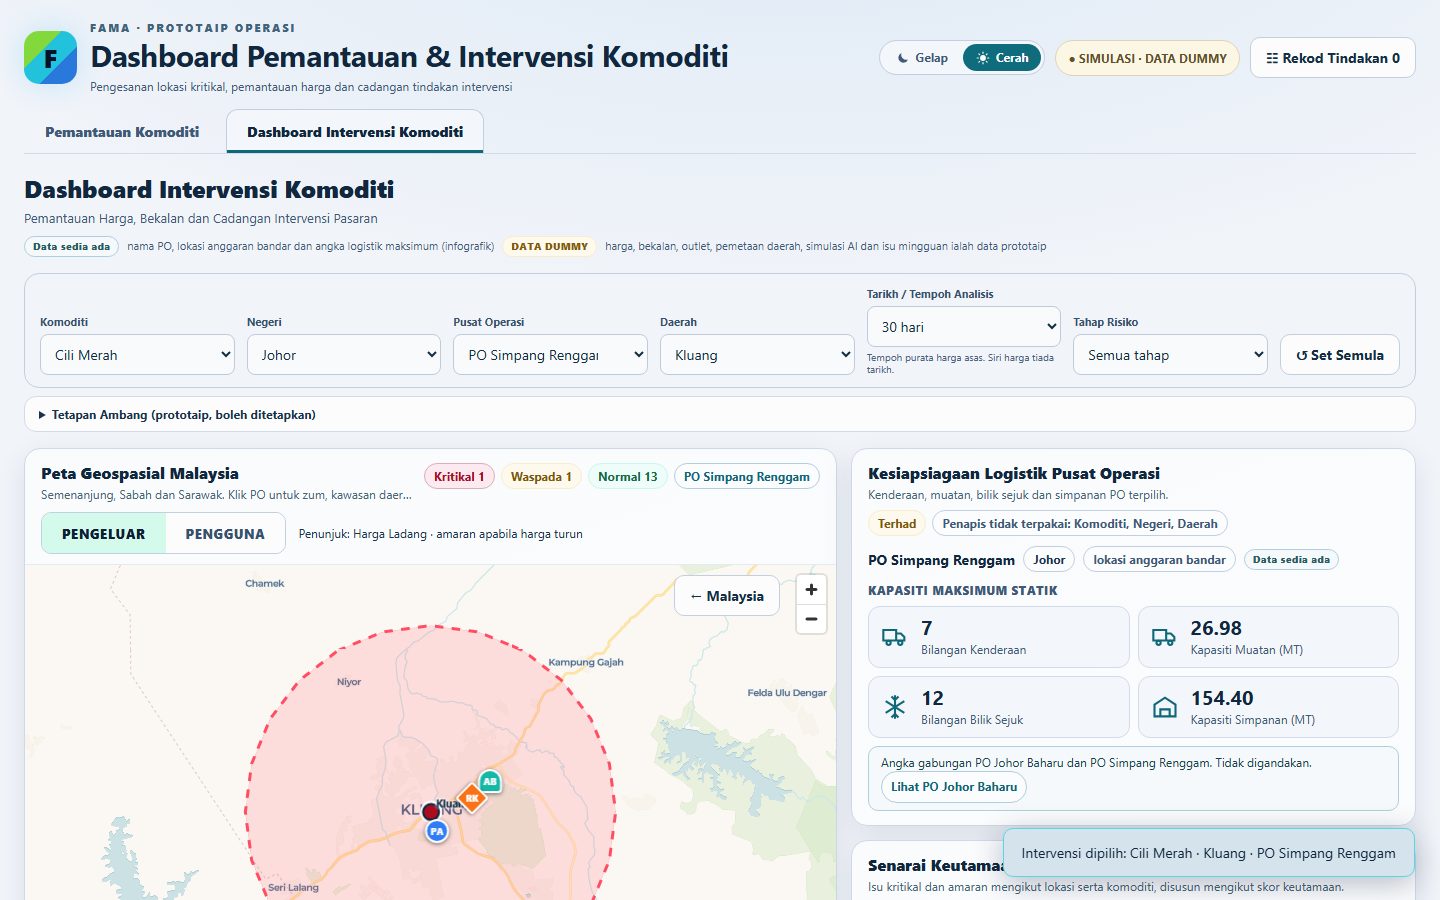 FAMA · PROTOTAIP OPERASI
F
Dashboard Pemantauan & Intervensi Komoditi
Pengesanan lokasi kritikal, pemantauan harga dan cadangan tindakan intervensi
Gelap
Cerah
● SIMULASI · DATA DUMMY
☷ Rekod Tindakan 0
Pemantauan Komoditi
Dashboard Intervensi Komoditi
Dashboard Intervensi Komoditi
Pemantauan Harga, Bekalan dan Cadangan Intervensi Pasaran
Data sedia ada nama PO, lokasi anggaran bandar dan angka logistik maksimum (infografik) DATA DUMMY harga, bekalan, outlet, pemetaan daerah, simulasi AI dan isu mingguan ialah data prototaip
Komoditi
Cili Merah
Negeri
Johor
Pusat Operasi
PO Simpang Renggar
Daerah
Kluang
Tarikh / Tempoh Analisis
30 hari
Tempoh purata harga asas. Siri harga tiada
tarikh.
Tahap Risiko
Semua tahap
↺ Set Semula
▶ Tetapan Ambang (prototaip, boleh ditetapkan)
Peta Geospasial Malaysia
Semenanjung, Sabah dan Sarawak. Klik PO untuk zum, kawasan daer...
Kritikal 1
Waspada 1
Normal 13
PO Simpang Renggam
PENGELUAR
PENGGUNA
Penunjuk: Harga Ladang · amaran apabila harga turun
← Malaysia
+
−
Chamek
Kampung Gajah
Niyor
Felda Ulu Dengar
AB
RK
PA
Seri Lalang
Kesiapsiagaan Logistik Pusat Operasi
Kenderaan, muatan, bilik sejuk dan simpanan PO terpilih.
Terhad
Penapis tidak terpakai: Komoditi, Negeri, Daerah
PO Simpang Renggam
Johor
lokasi anggaran bandar
Data sedia ada
KAPASITI MAKSIMUM STATIK
7
Bilangan Kenderaan
26.98
Kapasiti Muatan (MT)
12
Bilangan Bilik Sejuk
154.40
Kapasiti Simpanan (MT)
Angka gabungan PO Johor Baharu dan PO Simpang Renggam. Tidak digandakan.
Lihat PO Johor Baharu
Senarai
Isu kritikal dan amaran mengikut lokasi serta komoditi, disusun mengikut skor keutamaan.
Intervensi dipilih: Cili Merah · Kluang · PO Simpang Renggam